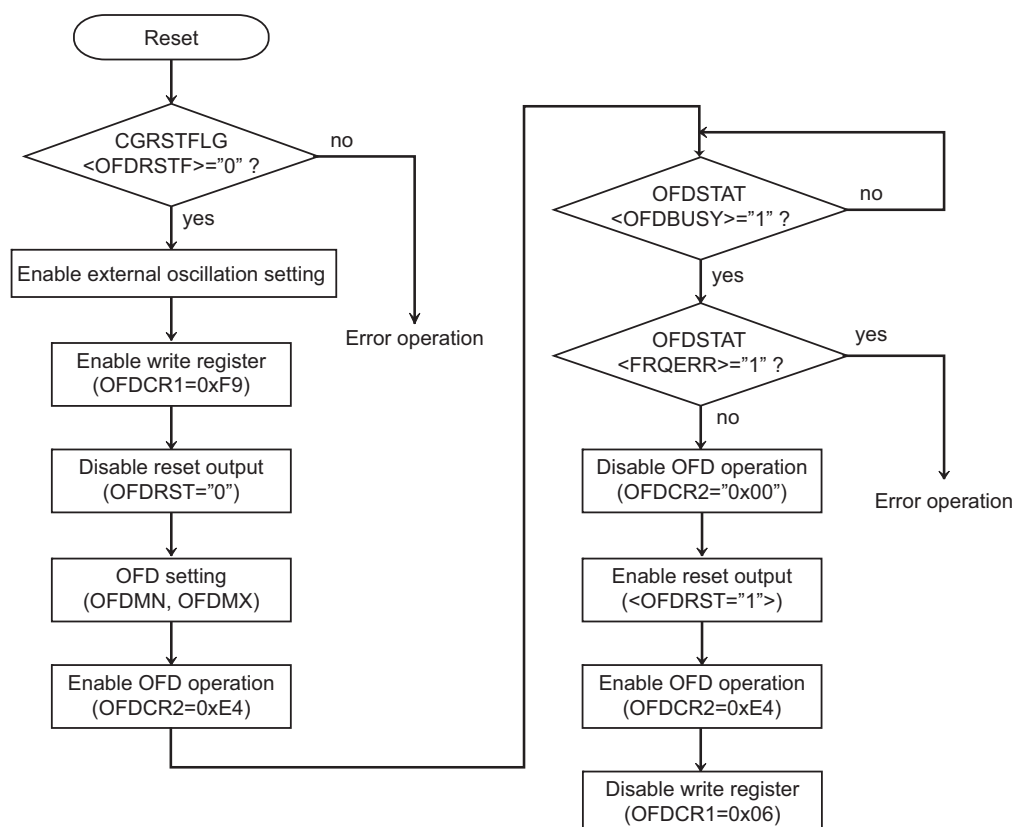 Reset
CGRSTFLG
<OFDRSTF>=”0” ?
no
yes
Enable external oscillation setting
Error operation
Enable write register
(OFDCR1=0xF9)
Disable reset output
(OFDRST=”0”)
OFD setting
(OFDMN, OFDMX)
Enable OFD operation
(OFDCR2=0xE4)
OFDSTAT
<OFDBUSY>=”1” ?
no
yes
OFDSTAT
<FRQERR>=”1” ?
yes
no
Disable OFD operation
(OFDCR2=”0x00”)
Error operation
Enable reset output
(<OFDRST=”1”>)
Enable OFD operation
(OFDCR2=0xE4)
Disable write register
(OFDCR1=0x06)